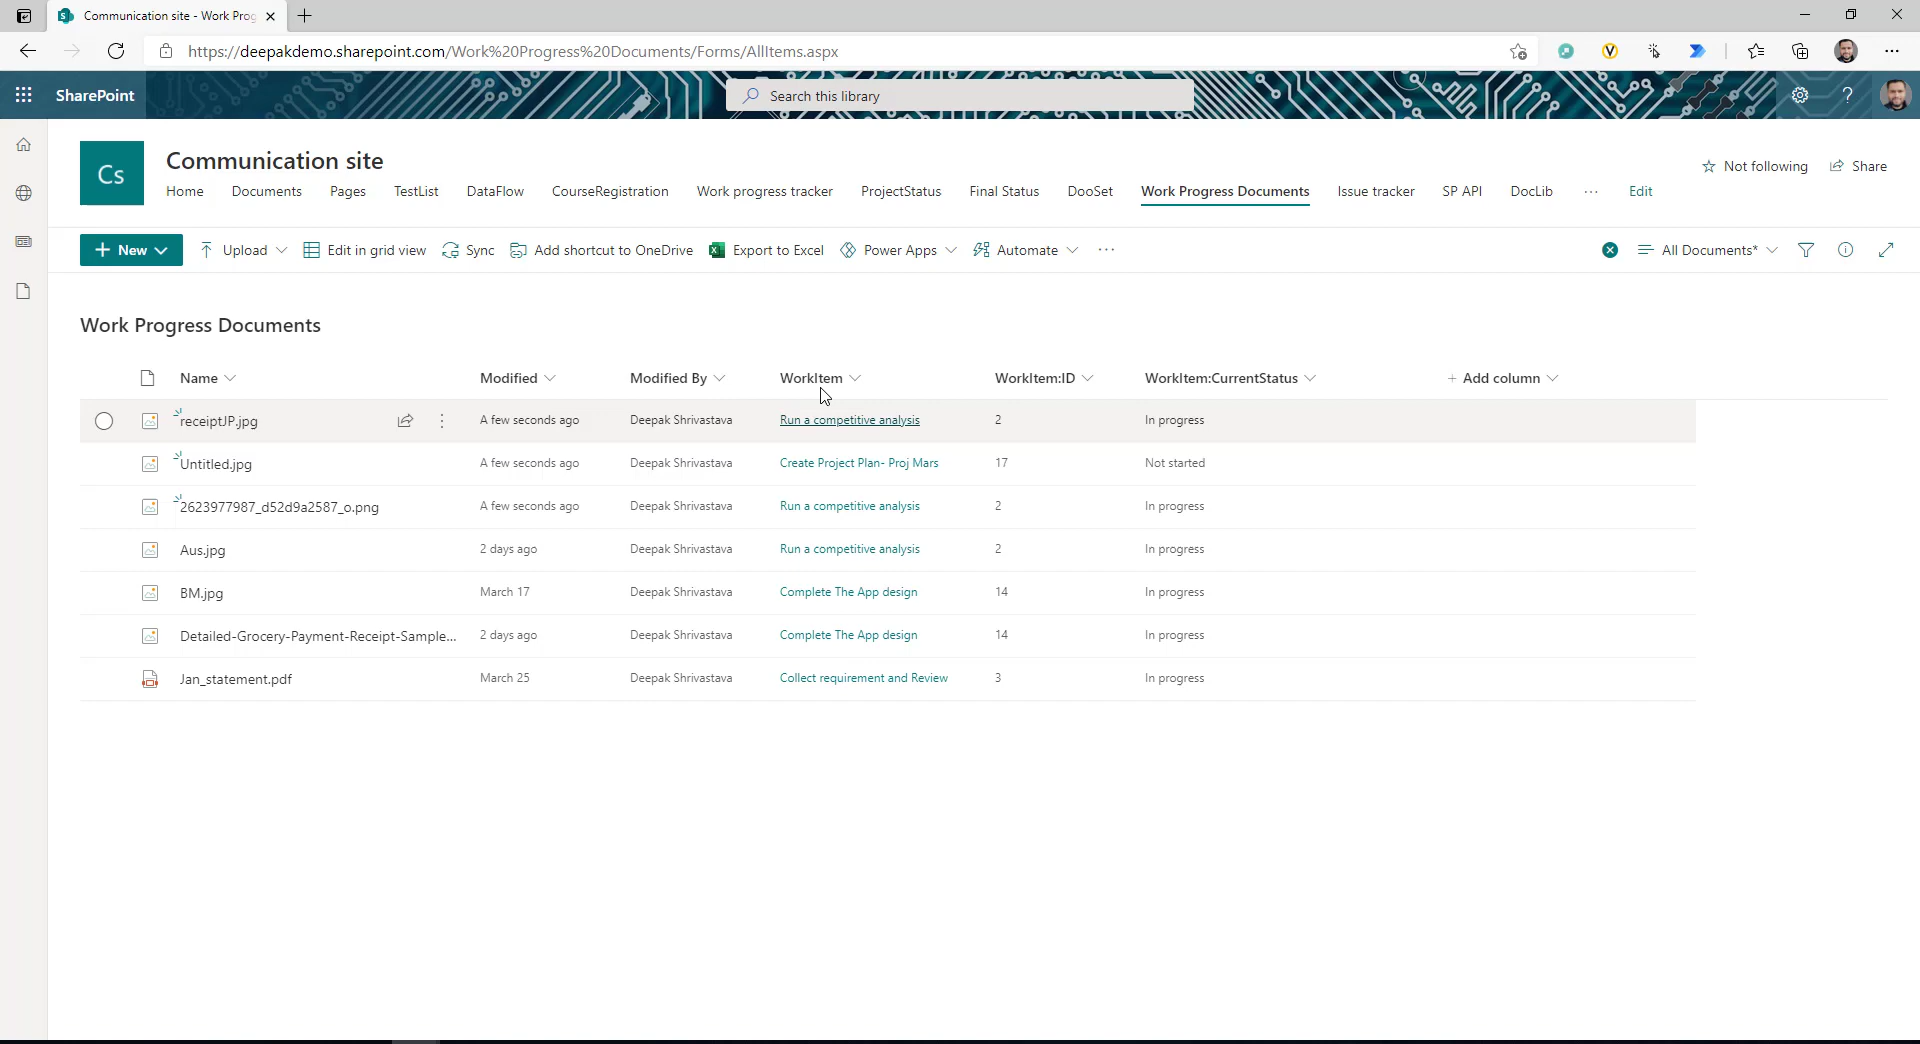 Communication site - Work Prog
https://deepakdemo.sharepoint.com/Work%20Progress%20Documents/Forms/AllItems.aspx
SharePoint
Search this library
Cs
Communication site
Not following
Share
Home
Documents
Pages
TestList
DataFlow
CourseRegistration
Work progress tracker
ProjectStatus
Final Status
DooSet
Work Progress Documents
Issue tracker
SP API
DocLib
Edit
New
Upload
Edit in grid view
Sync
Add shortcut to OneDrive
Export to Excel
Power Apps
Automate
All Documents*
Work Progress Documents
Name Modified Modified By WorkItem WorkItem:ID WorkItem:CurrentStatus + Add column
receiptJP.jpg A few seconds ago Deepak Shrivastava Run a competitive analysis 2 In progress
Untitled.jpg A few seconds ago Deepak Shrivastava Create Project Plan- Proj Mars 17 Not started
2623977987_d52d9a2587_o.png A few seconds ago Deepak Shrivastava Run a competitive analysis 2 In progress
Aus.jpg 2 days ago Deepak Shrivastava Run a competitive analysis 2 In progress
BM.jpg March 17 Deepak Shrivastava Complete The App design 14 In progress
Detailed-Grocery-Payment-Receipt-Sample... 2 days ago Deepak Shrivastava Complete The App design 14 In progress
Jan_statement.pdf March 25 Deepak Shrivastava Collect requirement and Review 3 In progress